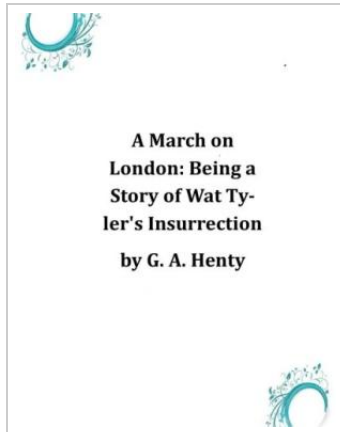 A March on
London: Being a
Story of Wat Ty-
ler's Insurrection
by G. A. Henty